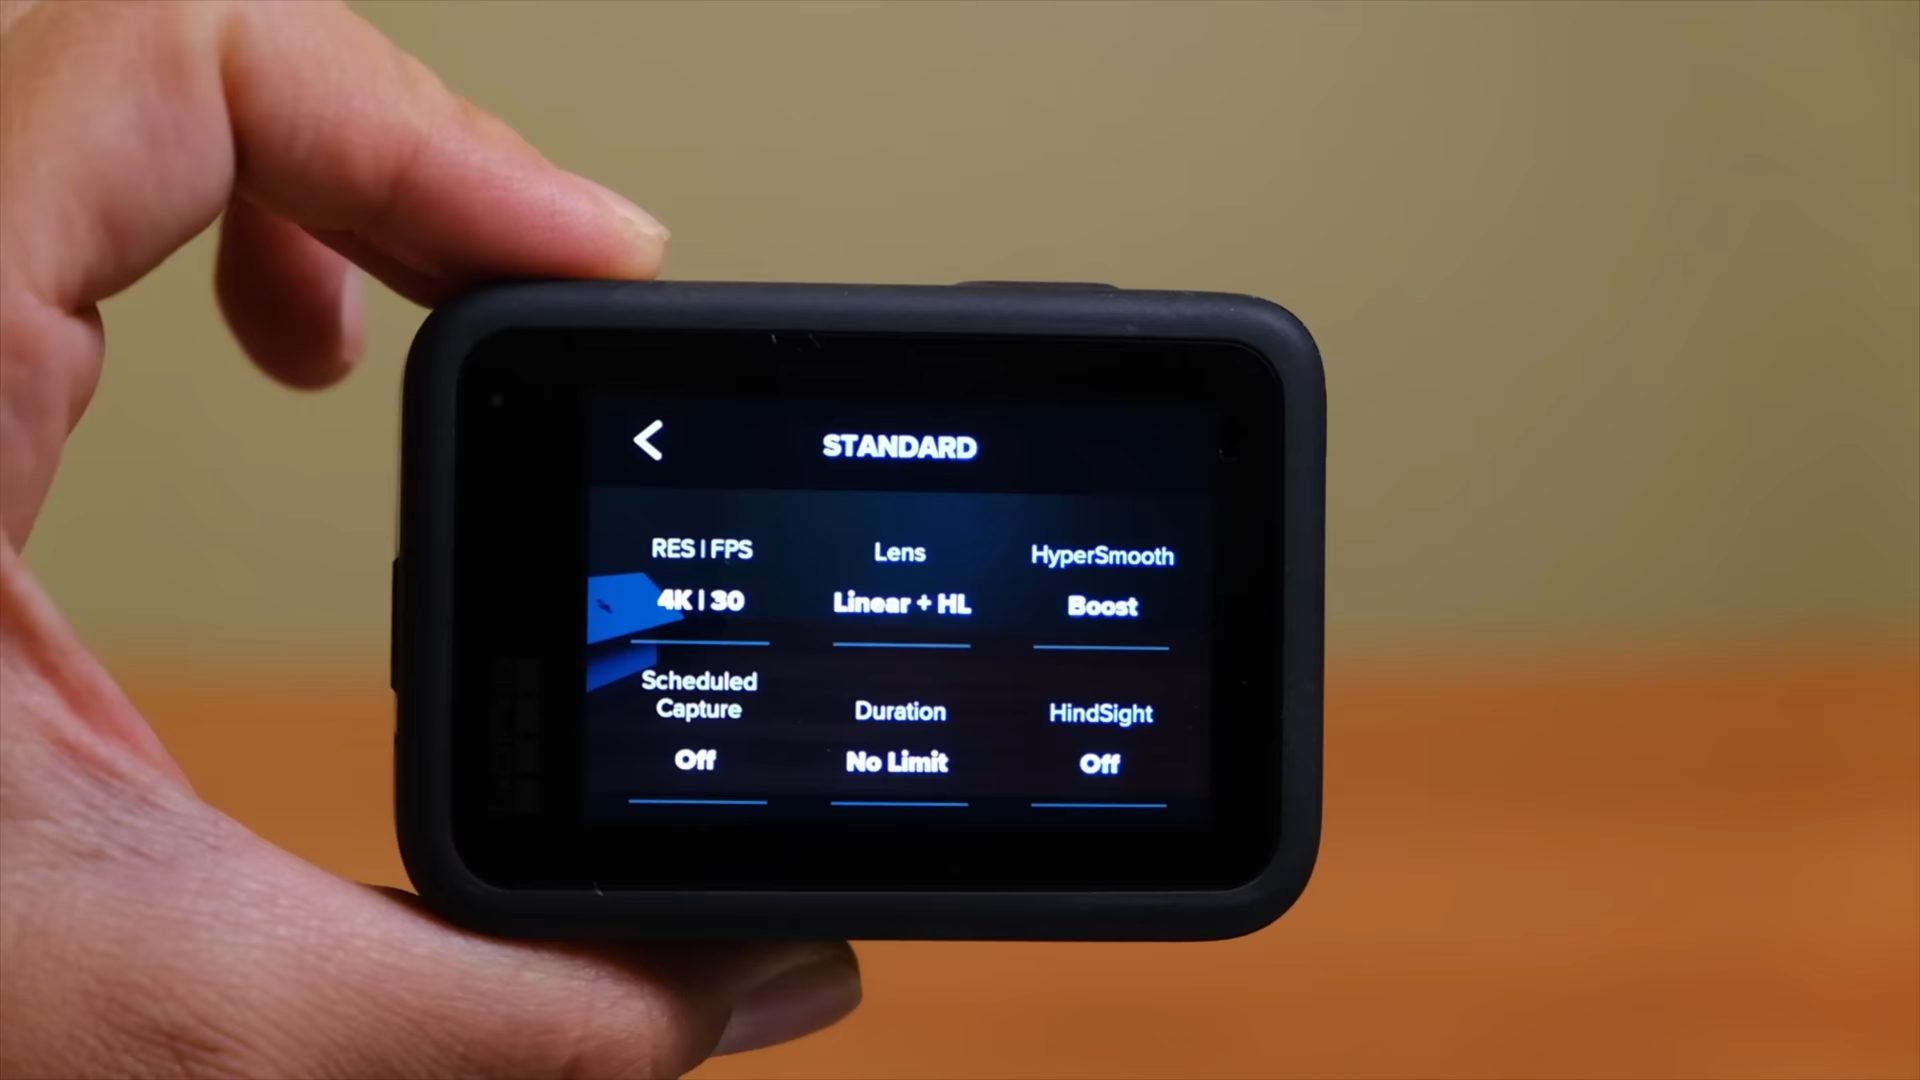 STANDARD
RES | FPS
4K | 30
Lens
Linear + HL
HyperSmooth
Boost
Scheduled
Capture
Off
Duration
No Limit
HindSight
Off